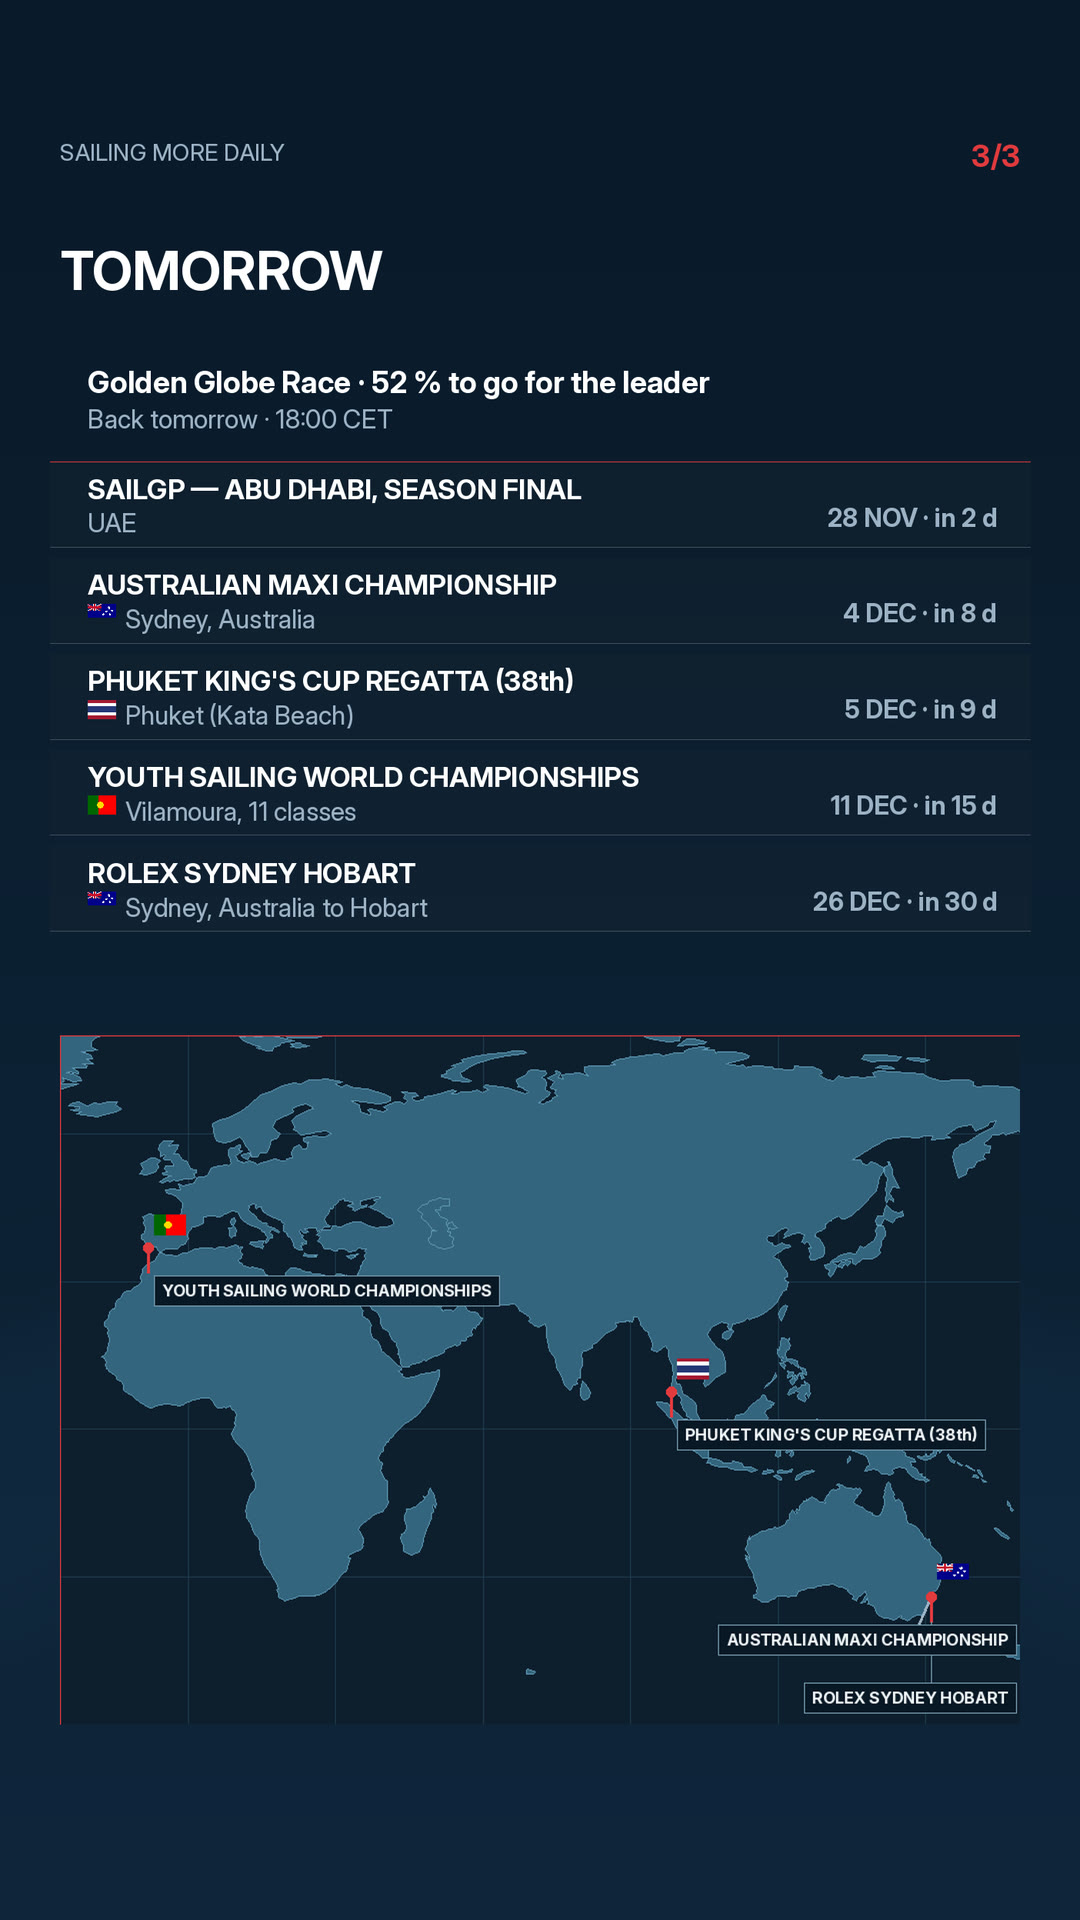 SAILING MORE DAILY
3/3
TOMORROW
Golden Globe Race · 52 % to go for the leader
Back tomorrow · 18:00 CET
SAILGP — ABU DHABI, SEASON FINAL
UAE
28 NOV · in 2 d
AUSTRALIAN MAXI CHAMPIONSHIP
Sydney, Australia
4 DEC · in 8 d
PHUKET KING'S CUP REGATTA (38th)
Phuket (Kata Beach)
5 DEC · in 9 d
YOUTH SAILING WORLD CHAMPIONSHIPS
Vilamoura, 11 classes
11 DEC · in 15 d
ROLEX SYDNEY HOBART
Sydney, Australia to Hobart
26 DEC · in 30 d
YOUTH SAILING WORLD CHAMPIONSHIPS
PHUKET KING'S CUP REGATTA (38th)
AUSTRALIAN MAXI CHAMPIONSHIP
ROLEX SYDNEY HOBART